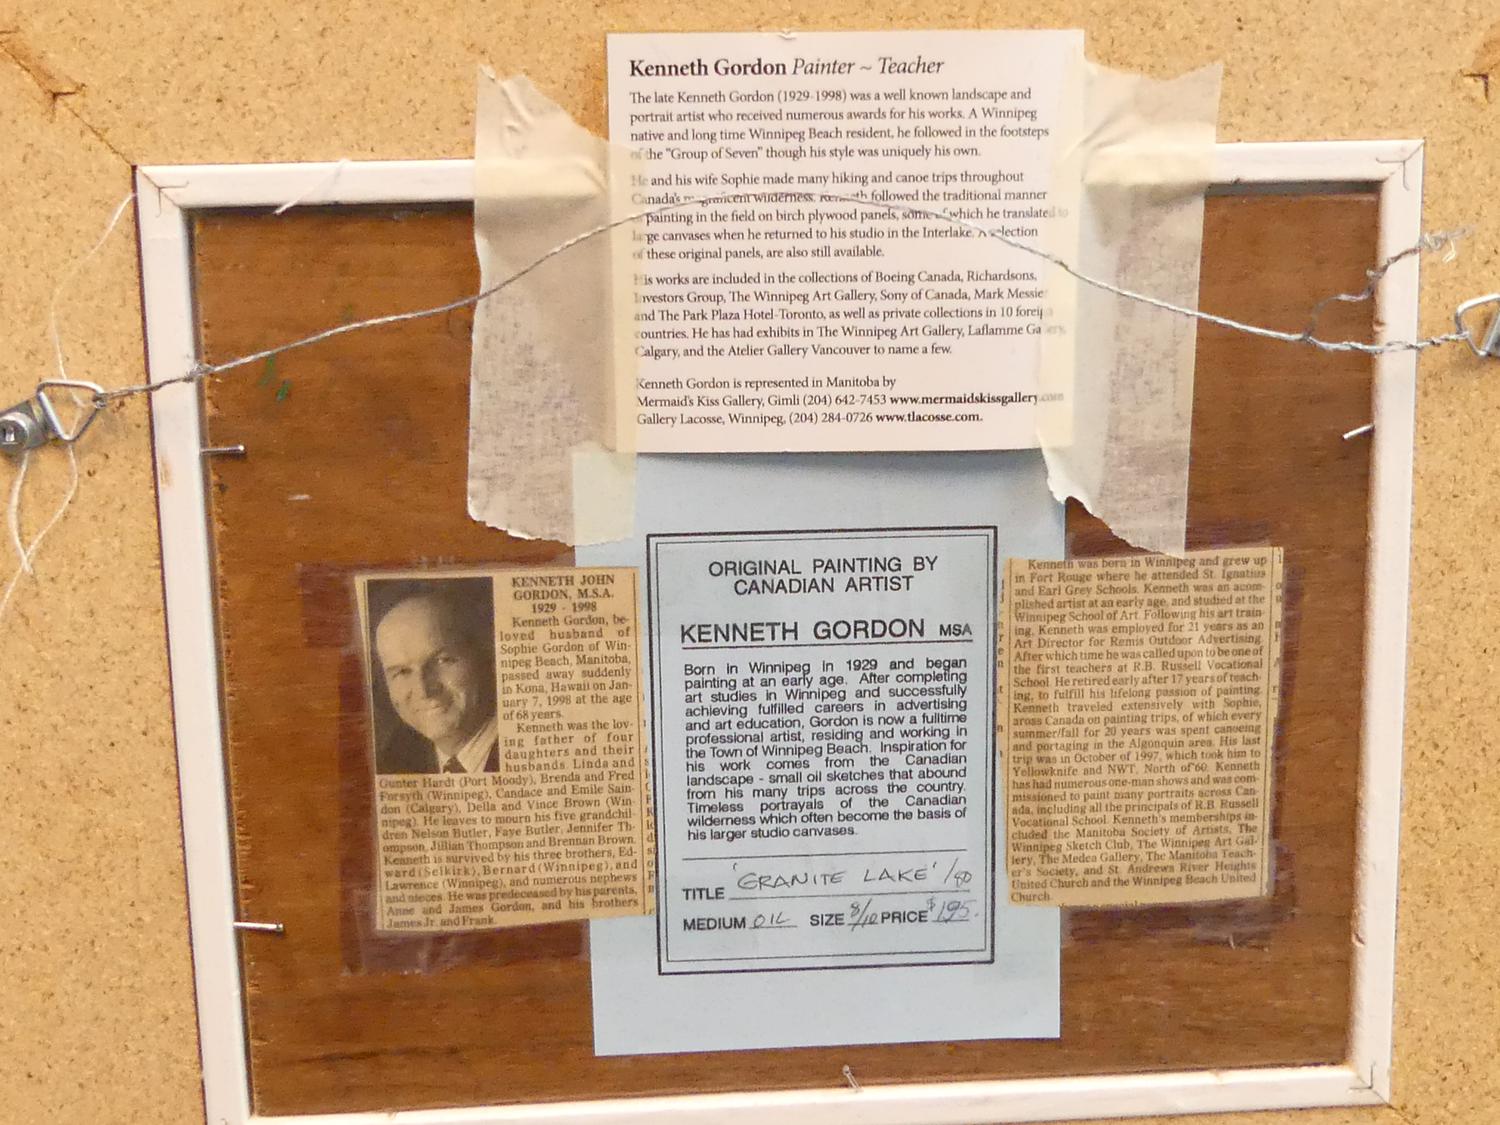 Kenneth Gordon Painter ~ Teacher
The late Kenneth Gordon (1929-1998) was a well known landscape and
portrait artist who received numerous awards for his works. A Winnipeg
native and long time Winnipeg Beach resident, he followed in the footsteps
of the "Group of Seven" though his style was uniquely his own.
He and his wife Sophie made many hiking and canoe trips throughout
Canada's magnificent wilderness. Kenneth followed the traditional manner
painting in the field on birch plywood panels, some of which he translated to
large canvases when he returned to his studio in the Interlake. A selection
of these original panels, are also still available.
His works are included in the collections of Boeing Canada, Richardsons,
Investors Group, The Winnipeg Art Gallery, Sony of Canada, Mark Messie
and The Park Plaza Hotel-Toronto, as well as private collections in 10 foreig
countries. He has had exhibits in The Winnipeg Art Gallery, Laflamme Gallery,
Calgary, and the Atelier Gallery Vancouver to name a few.
Kenneth Gordon is represented in Manitoba by
Mermaid's Kiss Gallery, Gimli (204) 642-7453 www.mermaidskissgallery.com
Gallery Lacosse, Winnipeg, (204) 284-0726 www.tlacosse.com.
KENNETH JOHN
GORDON, M.S.A.
1929 - 1998
Kenneth Gordon, be-
loved husband of
Sophie Gordon of Win-
nipeg Beach, Manitoba,
passed away suddenly
in Kona, Hawaii on Jan-
uary 7, 1998 at the age
of 68 years.
Kenneth was the lov-
ing father of four
daughters and their
husbands. Linda and
Gunter Hardt (Port Moody), Brenda and Fred
Forsyth (Winnipeg), Candace and Emile Sain-
don (Calgary), Della and Vince Brown (Win-
nipeg). He leaves to mourn his five grandchil-
dren Nelson Butler, Faye Butler, Jennifer Th-
ompson, Jillian Thompson and Brennan Brown.
Kenneth is survived by his three brothers, Ed-
ward (Selkirk), Bernard (Winnipeg), and
Lawrence (Winnipeg), and numerous nephews
and nieces. He was predeceased by his parents,
Anne and James Gordon, and his brothers
James Jr. and Frank.
ORIGINAL PAINTING BY
CANADIAN ARTIST
KENNETH GORDON MSA
Born in Winnipeg in 1929 and began
painting at an early age. After completing
art studies in Winnipeg and successfully
achieving fulfilled careers in advertising
and art education, Gordon is now a fulltime
professional artist, residing and working in
the Town of Winnipeg Beach. Inspiration for
his work comes from the Canadian
landscape - small oil sketches that abound
from his many trips across the country.
Timeless portrayals of the Canadian
wilderness which often become the basis of
his larger studio canvases.
TITLE 'GRANITE LAKE' /80
MEDIUM OIL SIZE 8/10 PRICE $195.
Kenneth was born in Winnipeg and grew up
in Fort Rouge where he attended St. Ignatius
and Earl Grey Schools. Kenneth was an acom-
plished artist at an early age, and studied at the
Winnipeg School of Art. Following his art train-
ing, Kenneth was employed for 21 years as an
Art Director for Remis Outdoor Advertising.
After which time he was called upon to be one of
the first teachers at R.B. Russell Vocational
School. He retired early after 17 years of teach-
ing, to fulfill his lifelong passion of painting.
Kenneth traveled extensively with Sophie,
aross Canada on painting trips, of which every
summer/fall for 20 years was spent canoeing
and portaging in the Algonquin area. His last
trip was in October of 1997, which took him to
Yellowknife and NWT, North of 60. Kenneth
has had numerous one-man shows and was com-
missioned to paint many portraits across Can-
ada, including all the principals of R.B. Russell
Vocational School. Kenneth's memberships in-
cluded the Manitoba Society of Artists, The
Winnipeg Sketch Club, The Winnipeg Art Gal-
lery, The Medea Gallery, The Manitoba Teach-
er's Society, and St. Andrews River Heights
United Church and the Winnipeg Beach United
Church.